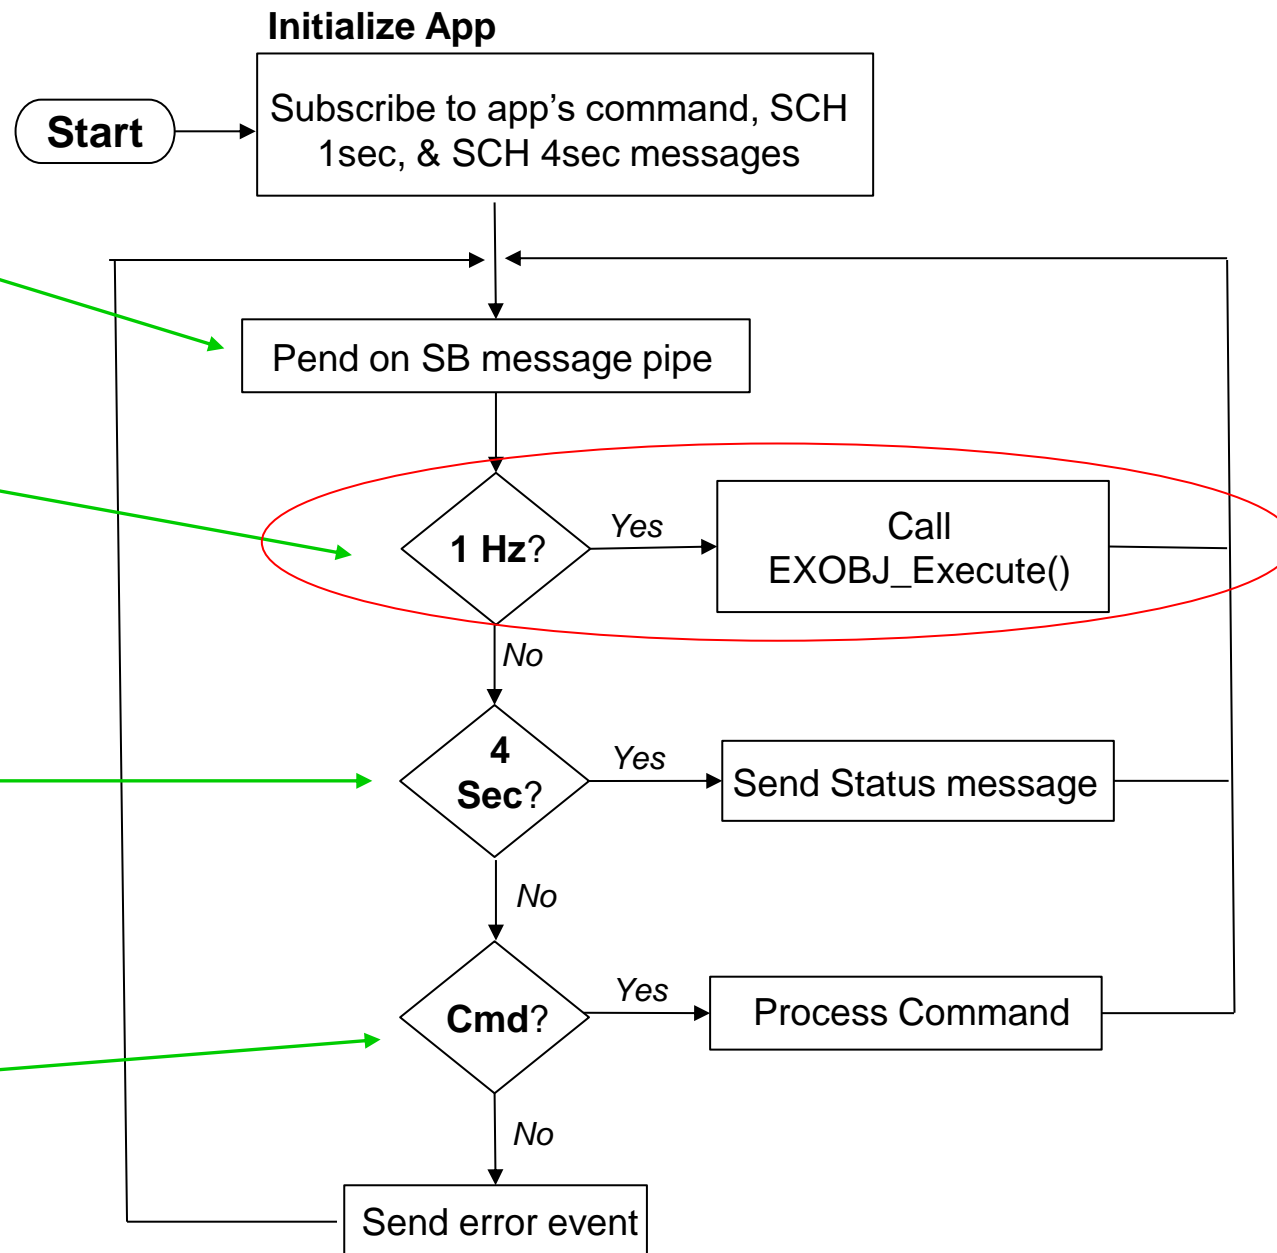 Initialize App
Start
Subscribe to app's command, SCH
1sec, & SCH 4sec messages
Pend on SB message pipe
1 Hz?
Yes
Call
EXOBJ_Execute()
No
4
Sec?
Yes
Send Status message
No
Cmd?
Yes
Process Command
No
Send error event